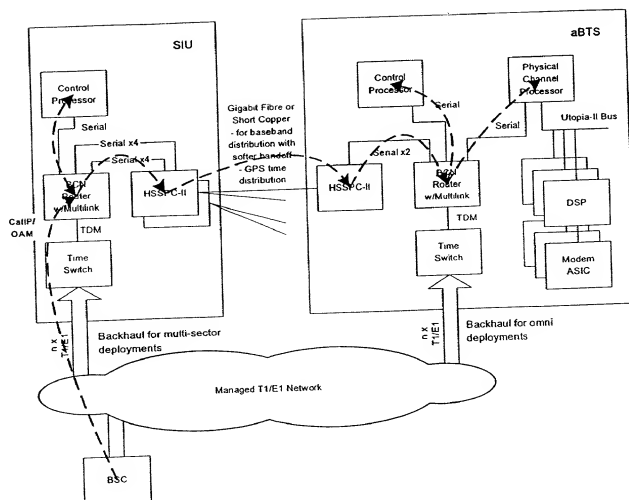 SIU
aBTS
Control
Processor
Serial
Serial x4
Serial x4
BCN
Router
w/Multilink
HSSPC-II
CallP/
OAM
TDM
Time
Switch
n x
T1/E1
Backhaul for multi-sector
deployments
Gigabit Fibre or
Short Copper
- for baseband
distribution with
softer handoff
- GPS time
distribution
Control
Processor
Physical
Channel
Processor
Serial
Serial
Utopia-II Bus
Serial x2
HSSPC-II
BCN
Router
w/Multilink
DSP
TDM
Time
Switch
Modem
ASIC
n x
T1/E1
Backhaul for omni
deployments
Managed T1/E1 Network
BSC